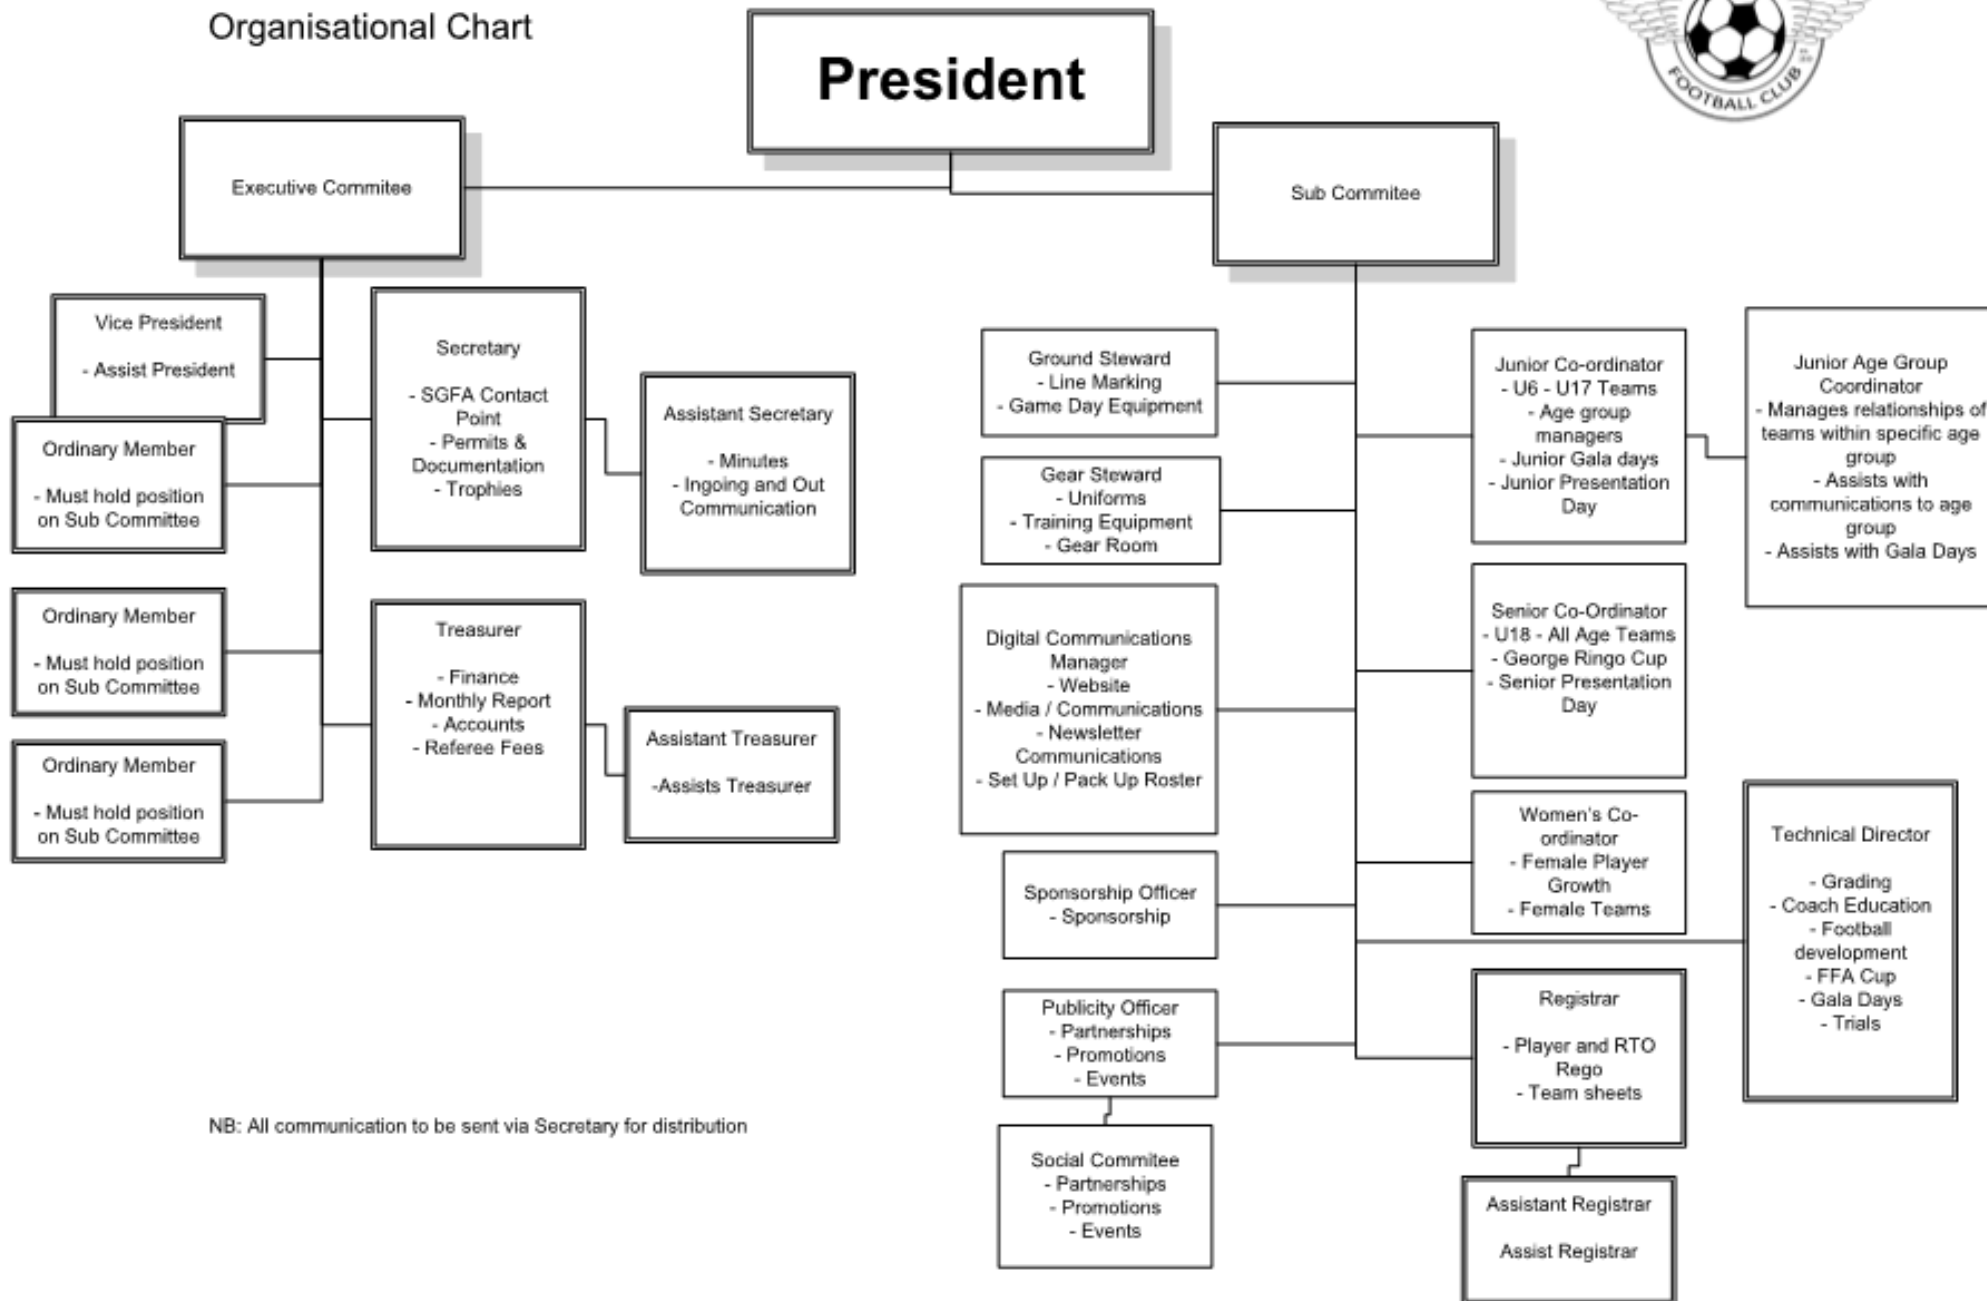 Organisational Chart
President
FOOTBALL CLUB
Executive Commitee
Sub Commitee
Vice President
- Assist President
Ordinary Member
- Must hold position
on Sub Committee
Ordinary Member
- Must hold position
on Sub Committee
Ordinary Member
- Must hold position
on Sub Committee
Secretary
- SGFA Contact
Point
- Permits &
Documentation
- Trophies
Assistant Secretary
- Minutes
- Ingoing and Out
Communication
Treasurer
- Finance
- Monthly Report
- Accounts
- Referee Fees
Assistant Treasurer
-Assists Treasurer
Ground Steward
- Line Marking
- Game Day Equipment
Gear Steward
- Uniforms
- Training Equipment
- Gear Room
Digital Communications
Manager
- Website
- Media / Communications
- Newsletter
Communications
- Set Up / Pack Up Roster
Sponsorship Officer
- Sponsorship
Publicity Officer
- Partnerships
- Promotions
- Events
Social Commitee
- Partnerships
- Promotions
- Events
Junior Co-ordinator
- U6 - U17 Teams
- Age group
managers
- Junior Gala days
- Junior Presentation
Day
Junior Age Group
Coordinator
- Manages relationships of
teams within specific age
group
- Assists with
communications to age
group
- Assists with Gala Days
Senior Co-Ordinator
- U18 - All Age Teams
- George Ringo Cup
- Senior Presentation
Day
Women's Co-
ordinator
- Female Player
Growth
- Female Teams
Technical Director
- Grading
- Coach Education
- Football
development
- FFA Cup
- Gala Days
- Trials
Registrar
- Player and RTO
Rego
- Team sheets
Assistant Registrar
Assist Registrar
NB: All communication to be sent via Secretary for distribution